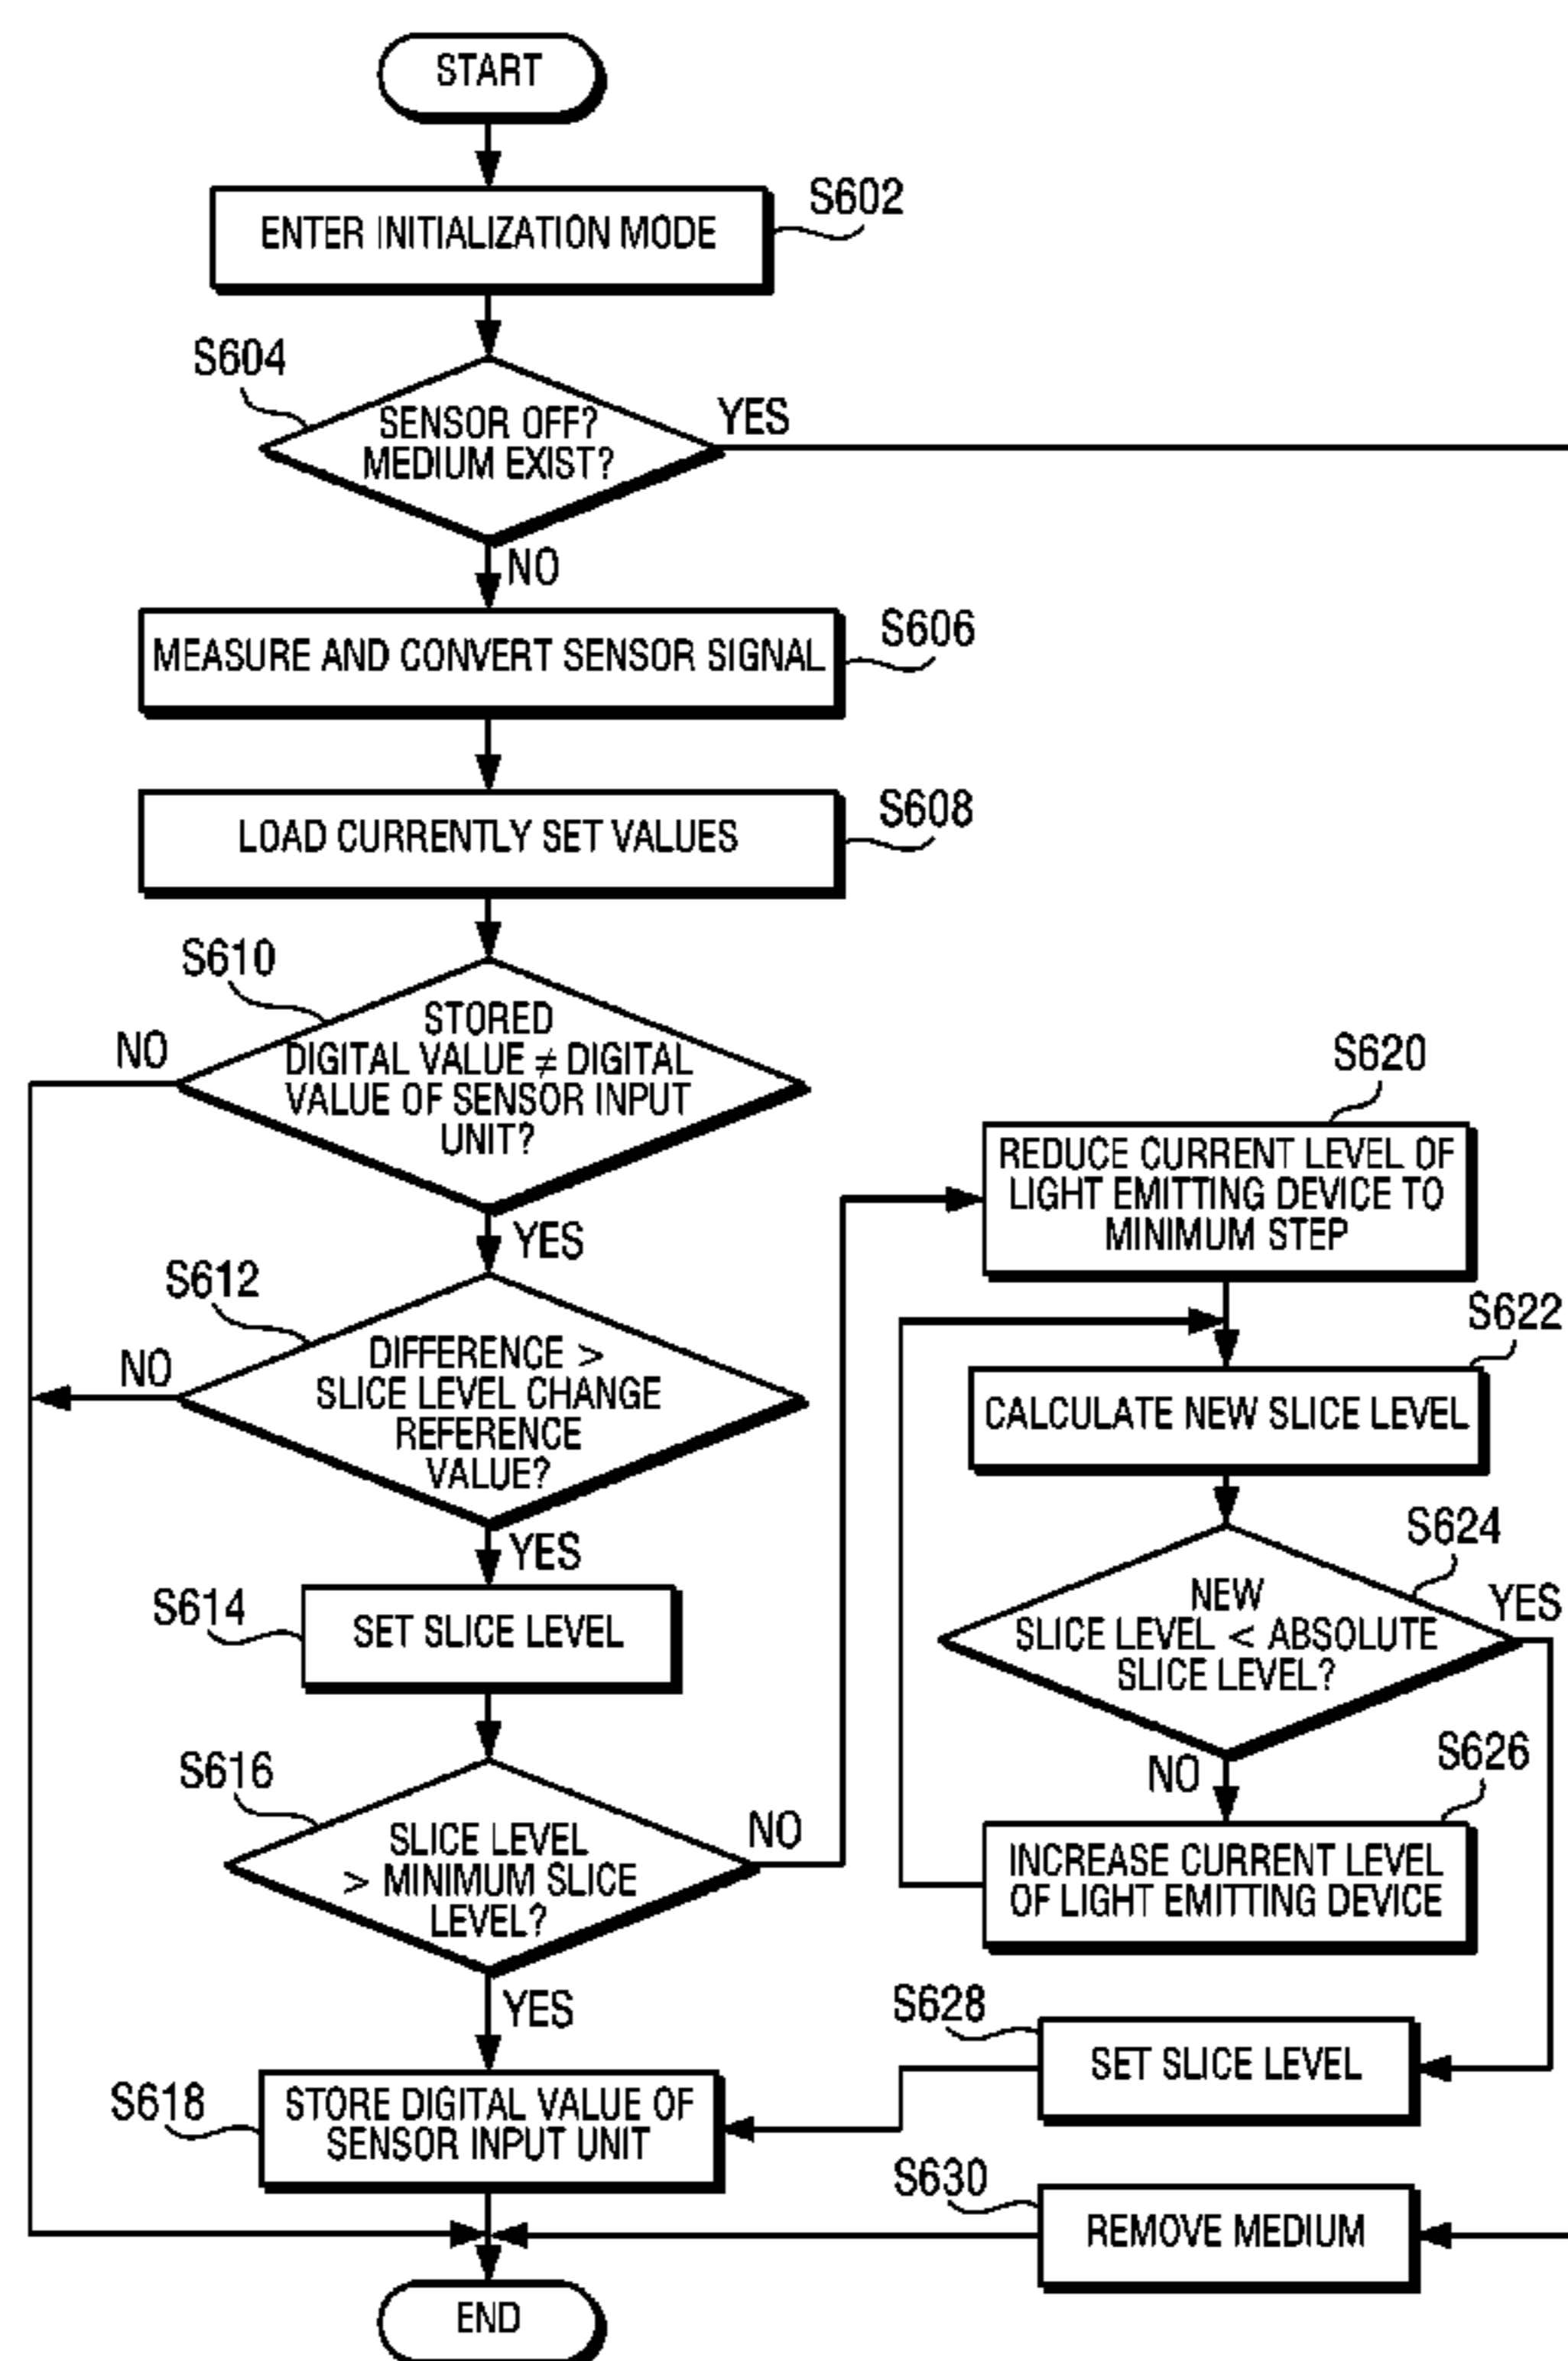 START
ENTER INITIALIZATION MODE
S602
S604
SENSOR OFF?
MEDIUM EXIST?
YES
NO
MEASURE AND CONVERT SENSOR SIGNAL
S606
LOAD CURRENTLY SET VALUES
S608
S610
STORED
DIGITAL VALUE ≠ DIGITAL
VALUE OF SENSOR INPUT
UNIT?
NO
YES
S612
DIFFERENCE >
SLICE LEVEL CHANGE
REFERENCE
VALUE?
NO
YES
S614
SET SLICE LEVEL
S616
SLICE LEVEL
> MINIMUM SLICE
LEVEL?
NO
YES
S618
STORE DIGITAL VALUE OF
SENSOR INPUT UNIT
S620
REDUCE CURRENT LEVEL OF
LIGHT EMITTING DEVICE TO
MINIMUM STEP
S622
CALCULATE NEW SLICE LEVEL
S624
NEW
SLICE LEVEL < ABSOLUTE
SLICE LEVEL?
YES
NO
S626
INCREASE CURRENT LEVEL
OF LIGHT EMITTING DEVICE
S628
SET SLICE LEVEL
S630
REMOVE MEDIUM
END